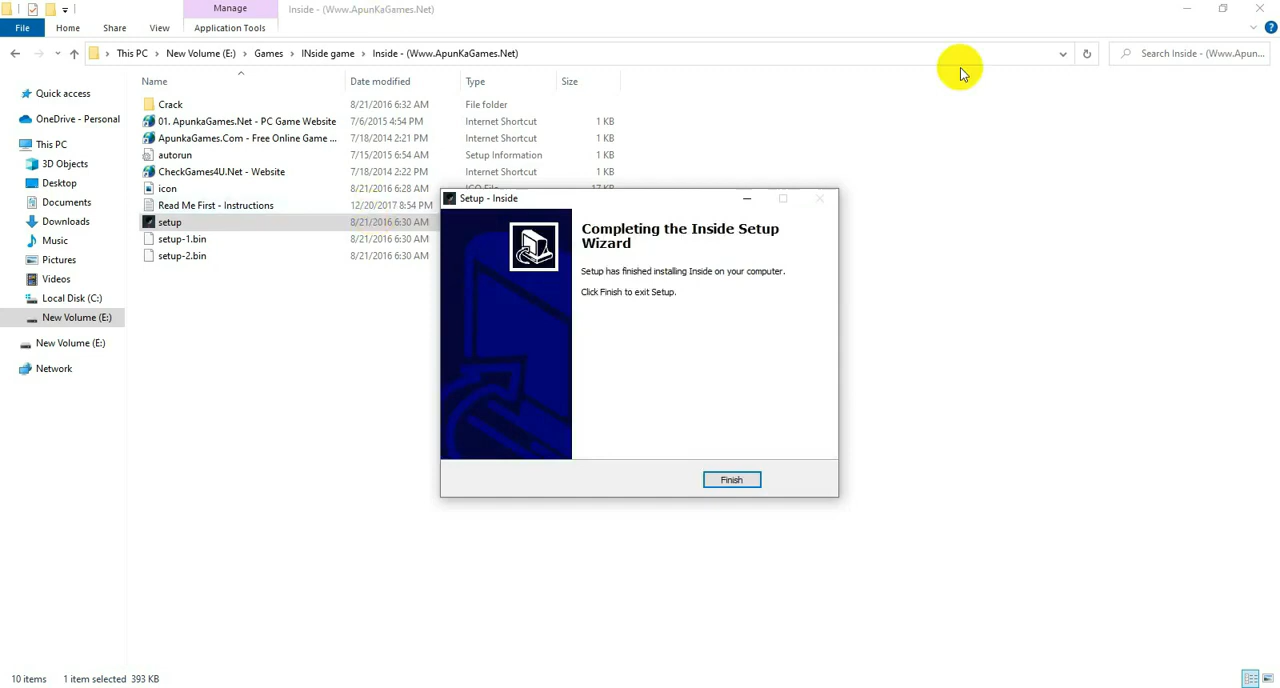 Manage
Inside - (Www.ApunKaGames.Net)
File
Home
Share
View
Application Tools
This PC
New Volume (E:)
Games
INside game
Inside - (Www.ApunKaGames.Net)
Search Inside - (Www.Apun...
Name
Date modified
Type
Size
Quick access
OneDrive - Personal
This PC
3D Objects
Desktop
Documents
Downloads
Music
Pictures
Videos
Local Disk (C:)
New Volume (E:)
New Volume (E:)
Network
Crack 8/21/2016 6:32 AM File folder
01. ApunkaGames.Net - PC Game Website 7/6/2015 4:54 PM Internet Shortcut 1 KB
ApunkaGames.Com - Free Online Game ... 7/18/2014 2:21 PM Internet Shortcut 1 KB
autorun 7/15/2015 6:54 AM Setup Information 1 KB
CheckGames4U.Net - Website 7/18/2014 2:22 PM Internet Shortcut 1 KB
icon 8/21/2016 6:28 AM
Read Me First - Instructions 12/20/2017 8:54 PM
setup 8/21/2016 6:30 AM
setup-1.bin 8/21/2016 6:30 AM
setup-2.bin 8/21/2016 6:30 AM
Setup - Inside
Completing the Inside Setup
Wizard
Setup has finished installing Inside on your computer.
Click Finish to exit Setup.
Finish
10 items
1 item selected 393 KB